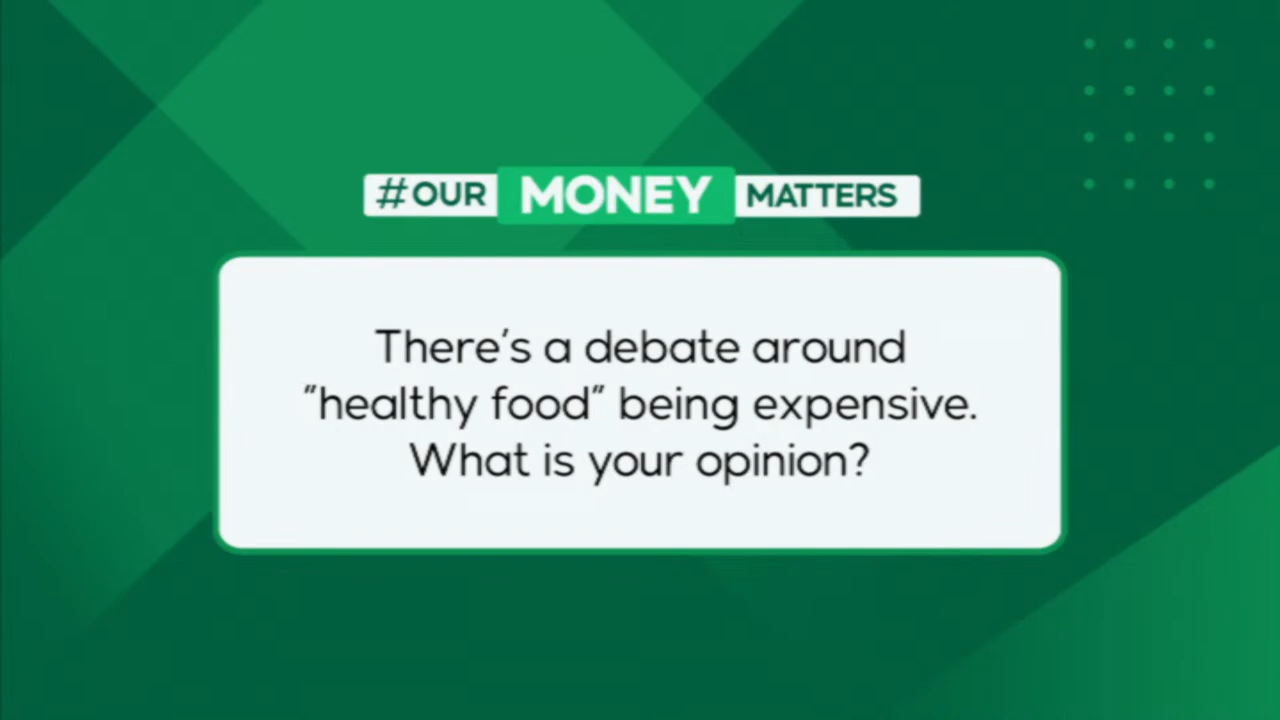 #OUR MONEY MATTERS
There's a debate around
"healthy food" being expensive.
What is your opinion?